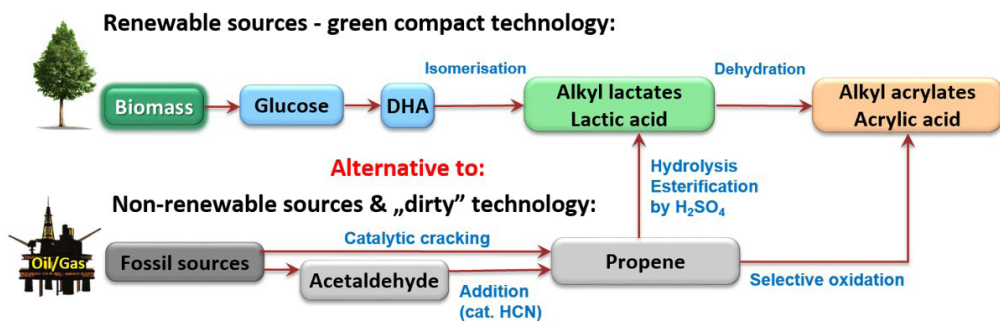 Renewable sources - green compact technology:
Isomerisation
Dehydration
Biomass
Glucose
DHA
Alkyl lactates
Lactic acid
Alkyl acrylates
Acrylic acid
Alternative to:
Hydrolysis
Esterification
by H₂SO₄
Non-renewable sources & „dirty” technology:
Catalytic cracking
Oil/Gas
Fossil sources
Acetaldehyde
Propene
Addition
(cat. HCN)
Selective oxidation